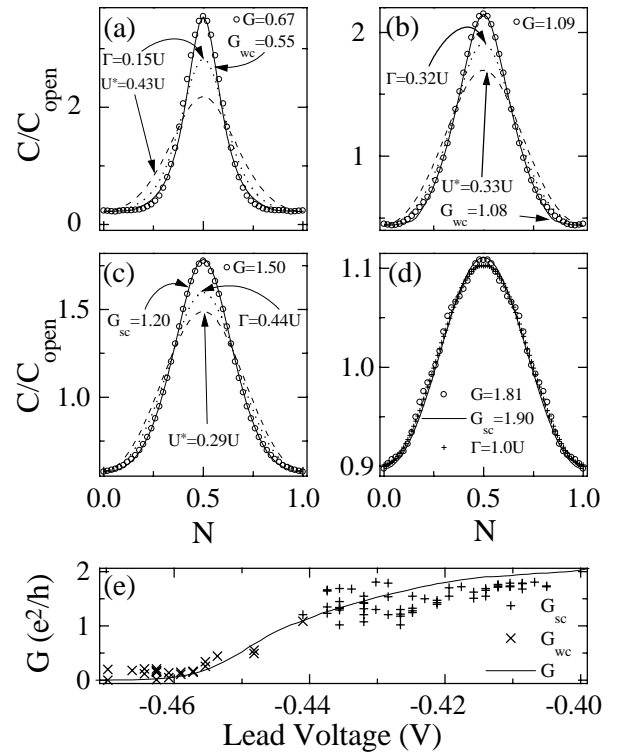 (a)
G=0.67
G_wc=0.55
Γ=0.15U
U*=0.43U
C/C_open
2
0
(b)
G=1.09
Γ=0.32U
U*=0.33U
G_wc=1.08
2
1
(c)
G=1.50
G_sc=1.20
Γ=0.44U
U*=0.29U
C/C_open
1.5
1.0
0.0 0.5 1.0
N
(d)
G=1.81
G_sc=1.90
Γ=1.0U
1.1
1.0
0.9
0.0 0.5 1.0
N
(e)
G (e²/h)
2
1
0
G_sc
G_wc
G
-0.46 -0.44 -0.42 -0.40
Lead Voltage (V)